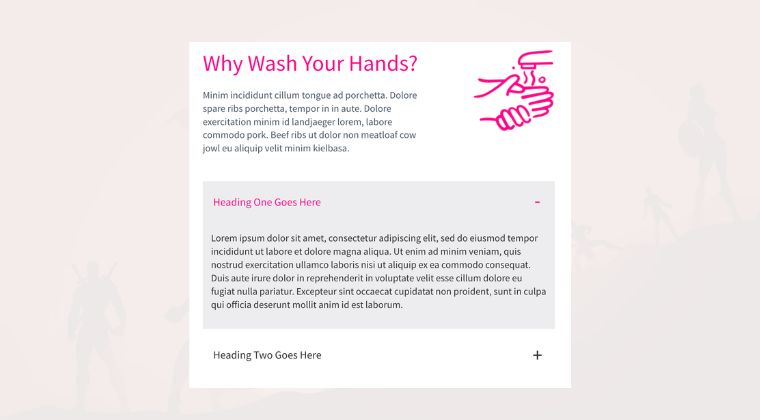 Why Wash Your Hands?
Minim incididunt cillum tongue ad porchetta. Dolore
spare ribs porchetta, tempor in in aute. Dolore
exercitation minim id landjaeger lorem, labore
commodo pork. Beef ribs ut dolor non meatloaf cow
jowl eu aliquip velit minim kielbasa.
Heading One Goes Here -
Lorem ipsum dolor sit amet, consectetur adipiscing elit, sed do eiusmod tempor
incididunt ut labore et dolore magna aliqua. Ut enim ad minim veniam, quis
nostrud exercitation ullamco laboris nisi ut aliquip ex ea commodo consequat.
Duis aute irure dolor in reprehenderit in voluptate velit esse cillum dolore eu
fugiat nulla pariatur. Excepteur sint occaecat cupidatat non proident, sunt in culpa
qui officia deserunt mollit anim id est laborum.
Heading Two Goes Here +